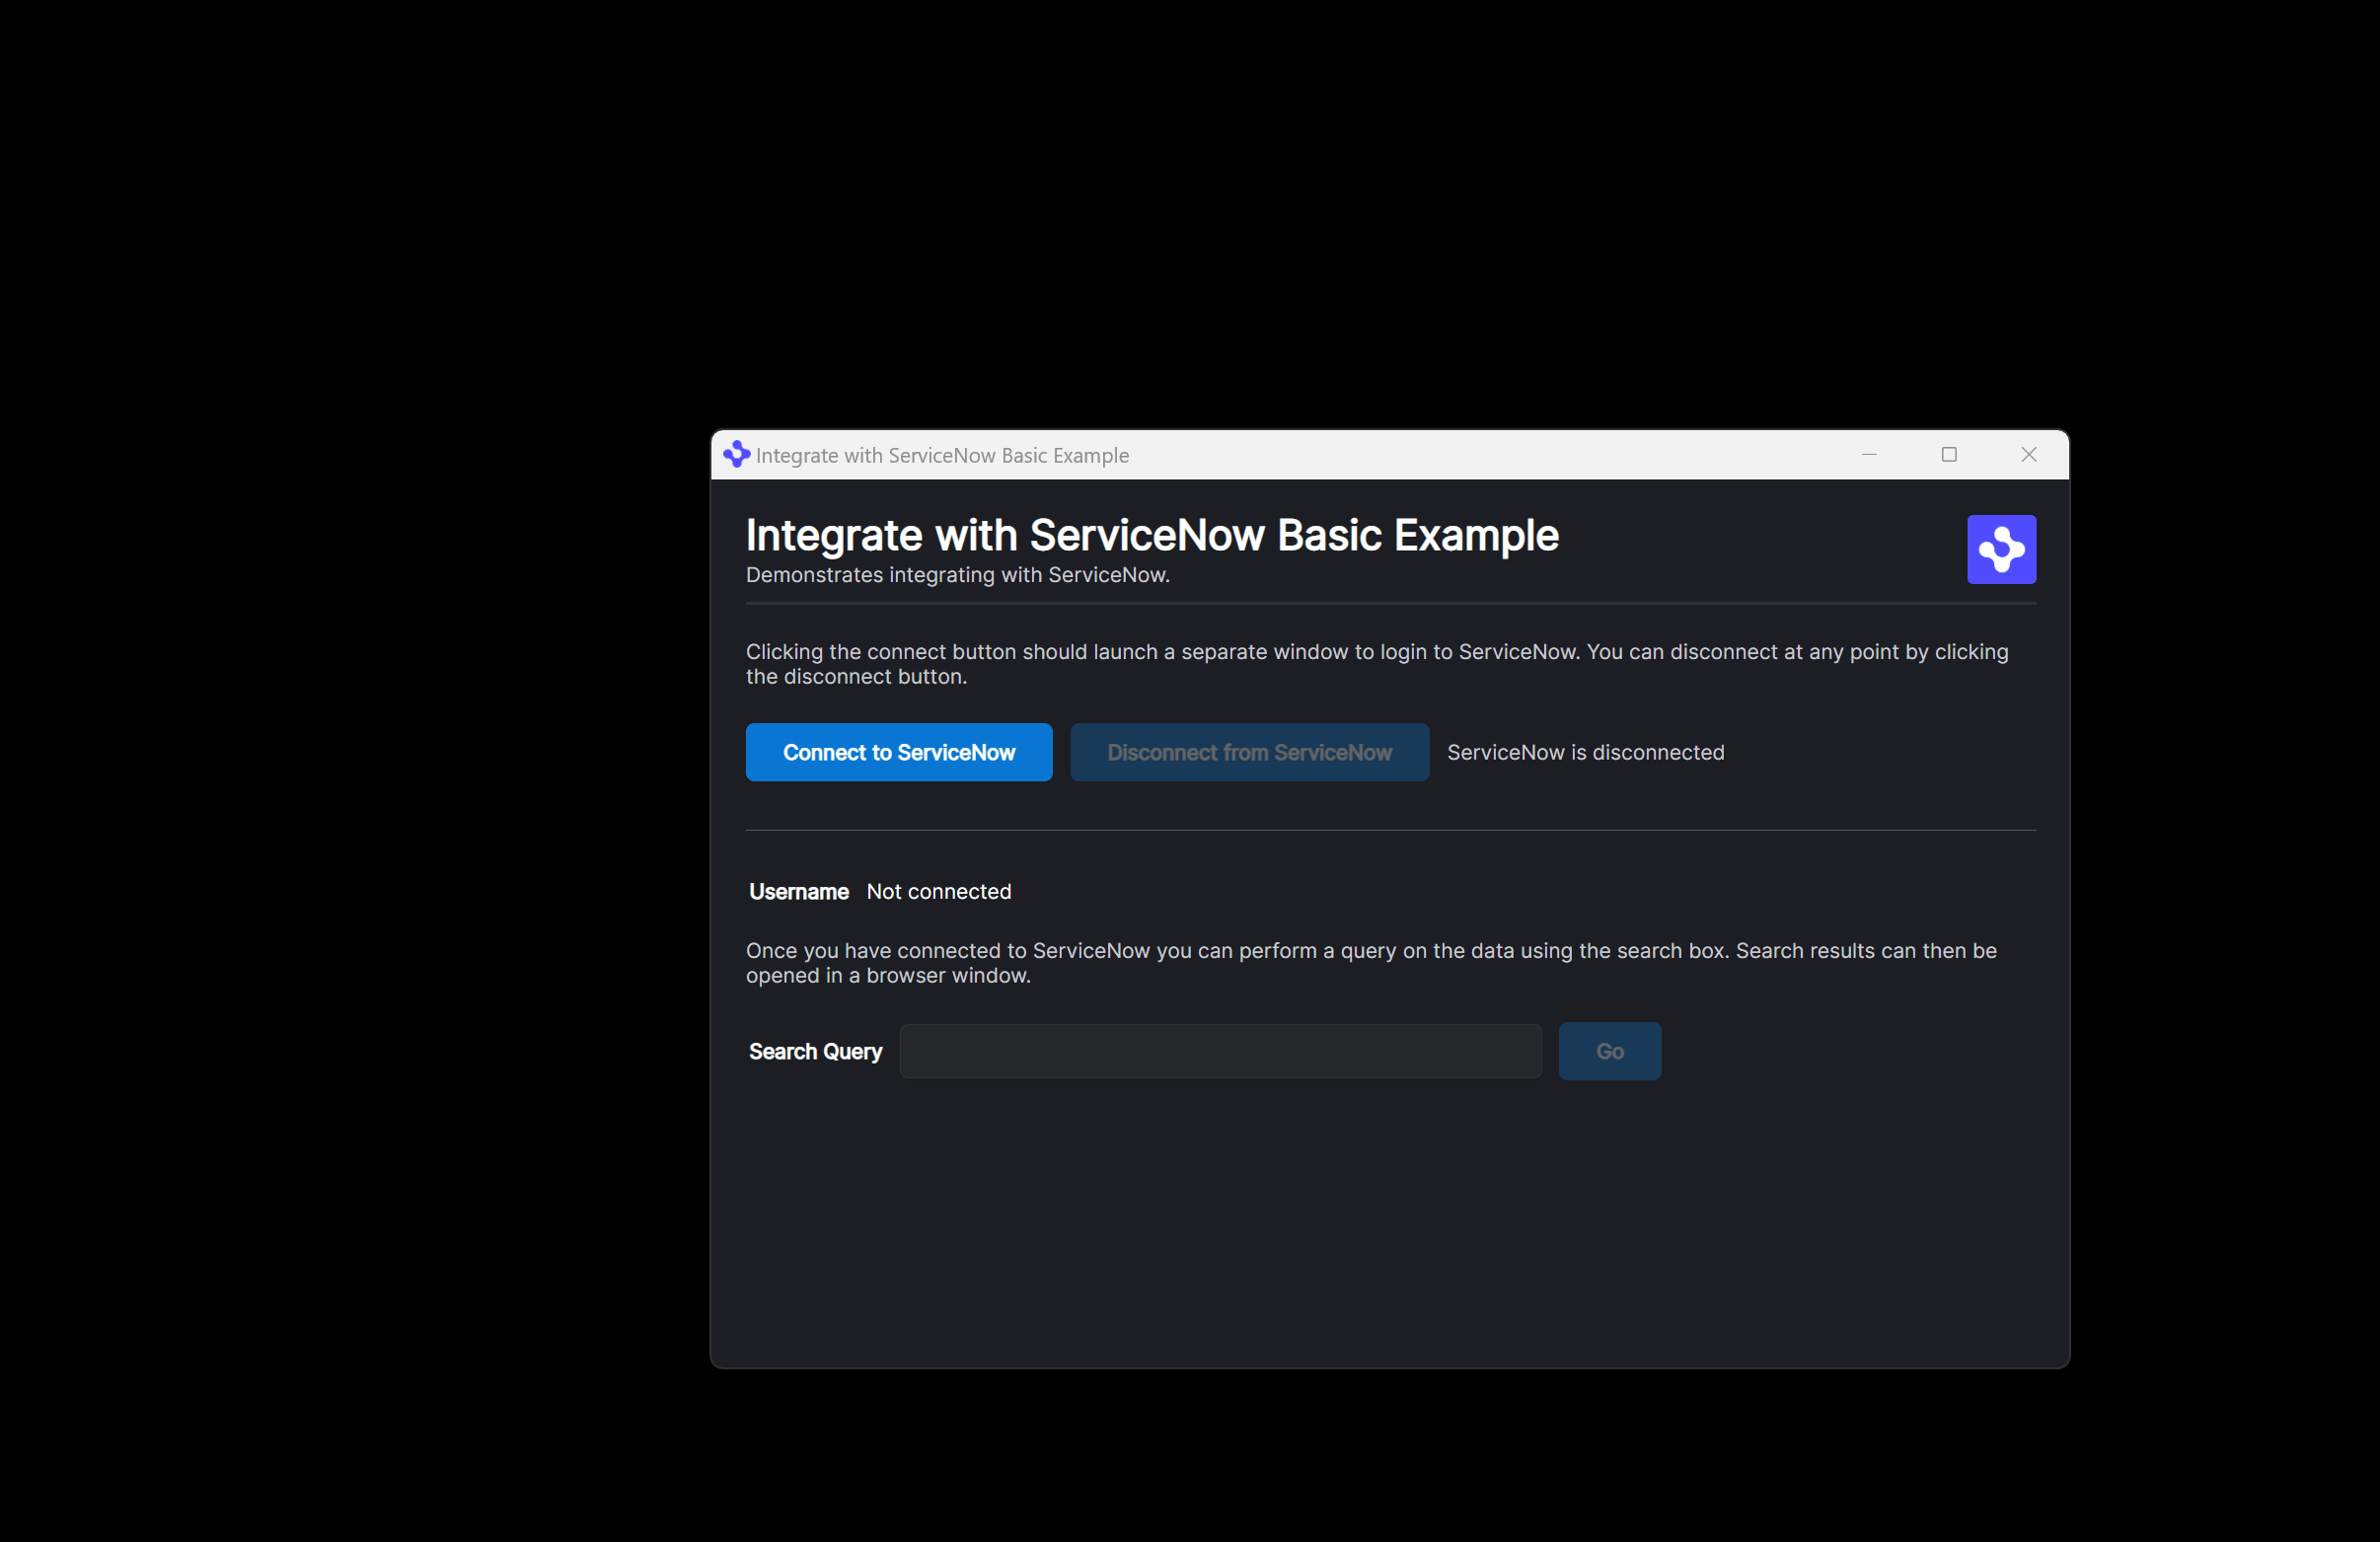 Integrate with ServiceNow Basic Example
Integrate with ServiceNow Basic Example
Demonstrates integrating with ServiceNow.
Clicking the connect button should launch a separate window to login to ServiceNow. You can disconnect at any point by clicking
the disconnect button.
Connect to ServiceNow Disconnect from ServiceNow ServiceNow is disconnected
Username Not connected
Once you have connected to ServiceNow you can perform a query on the data using the search box. Search results can then be
opened in a browser window.
Search Query Go